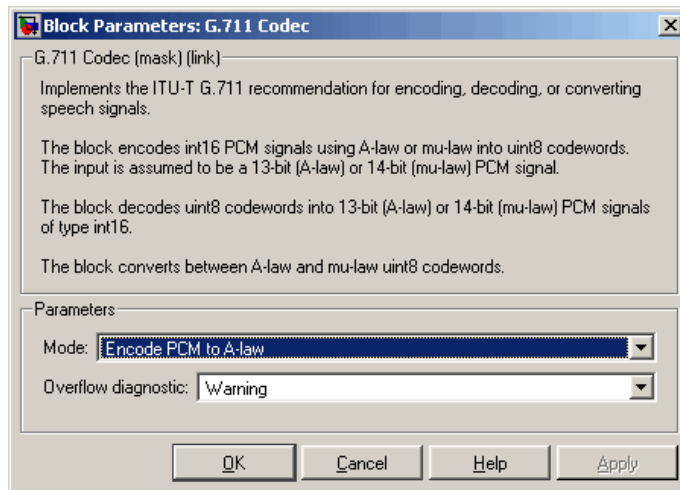 Block Parameters: G.711 Codec
G.711 Codec (mask) (link)
Implements the ITU-T G.711 recommendation for encoding, decoding, or converting
speech signals.
The block encodes int16 PCM signals using A-law or mu-law into uint8 codewords.
The input is assumed to be a 13-bit (A-law) or 14-bit (mu-law) PCM signal.
The block decodes uint8 codewords into 13-bit (A-law) or 14-bit (mu-law) PCM signals
of type int16.
The block converts between A-law and mu-law uint8 codewords.
Parameters
Mode: Encode PCM to A-law
Overflow diagnostic: Warning
OK Cancel Help Apply